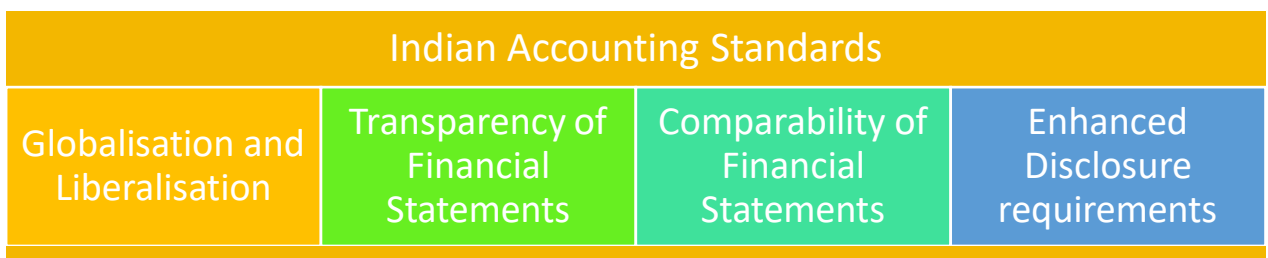 Indian Accounting Standards
Globalisation and
Liberalisation
Transparency of
Financial
Statements
Comparability of
Financial
Statements
Enhanced
Disclosure
requirements